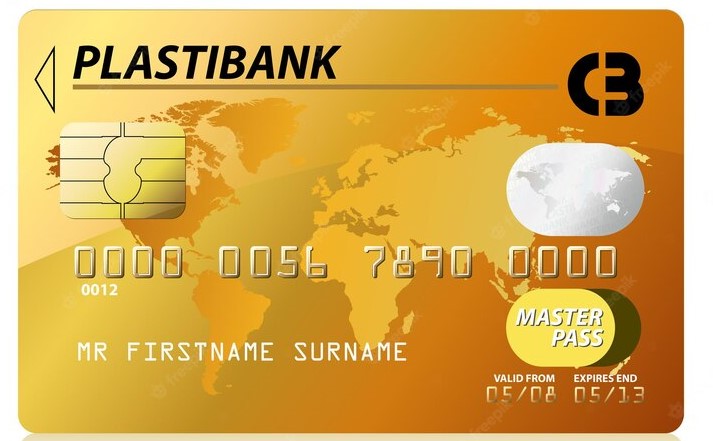 PLASTIBANK
CB
0000 0056 7890 0000
0012
MASTER
PASS
MR FIRSTNAME SURNAME
VALID FROM EXPIRES END
05/08 05/13